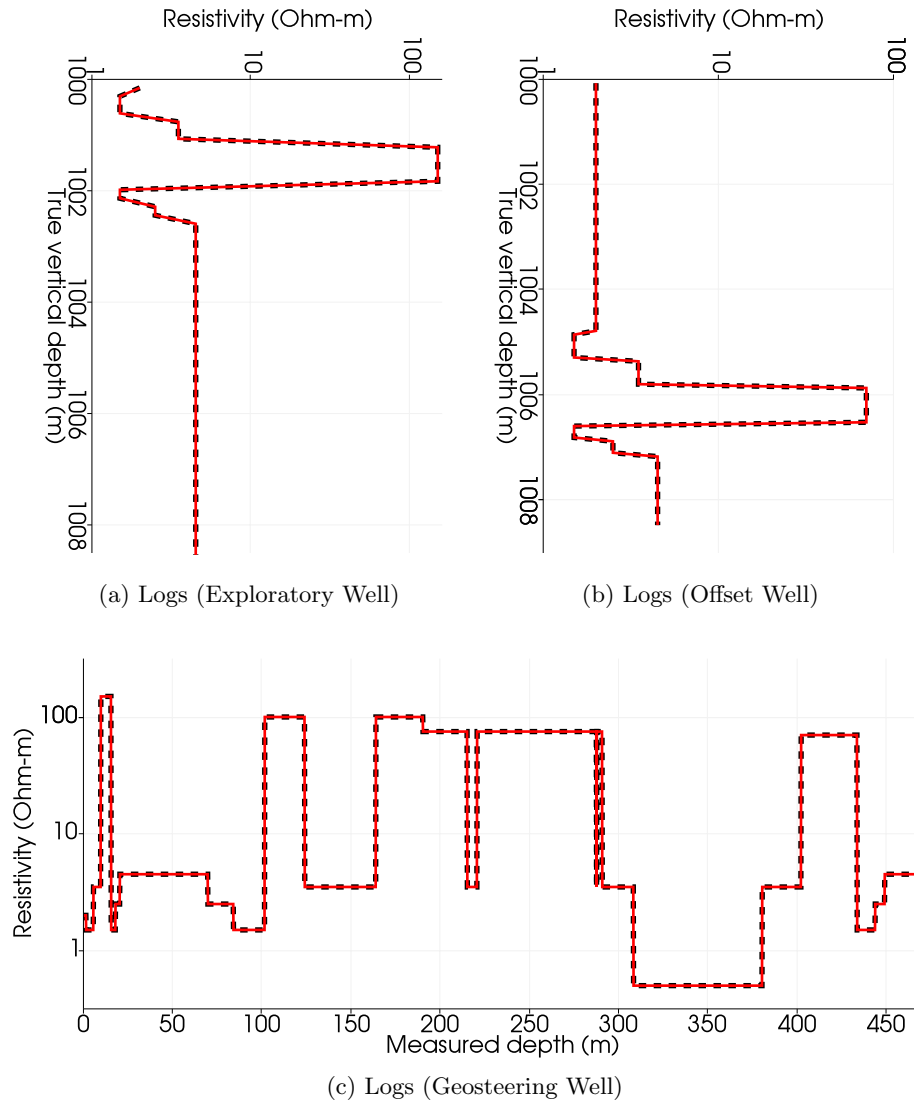 Resistivity (Ohm-m)
1 10 100
1000
1002
1004
1006
1008
True vertical depth (m)
(a) Logs (Exploratory Well)
Resistivity (Ohm-m)
1 10 100
1000
1002
1004
1006
1008
True vertical depth (m)
(b) Logs (Offset Well)
Resistivity (Ohm-m)
100
10
1
0 50 100 150 200 250 300 350 400 450
Measured depth (m)
(c) Logs (Geosteering Well)